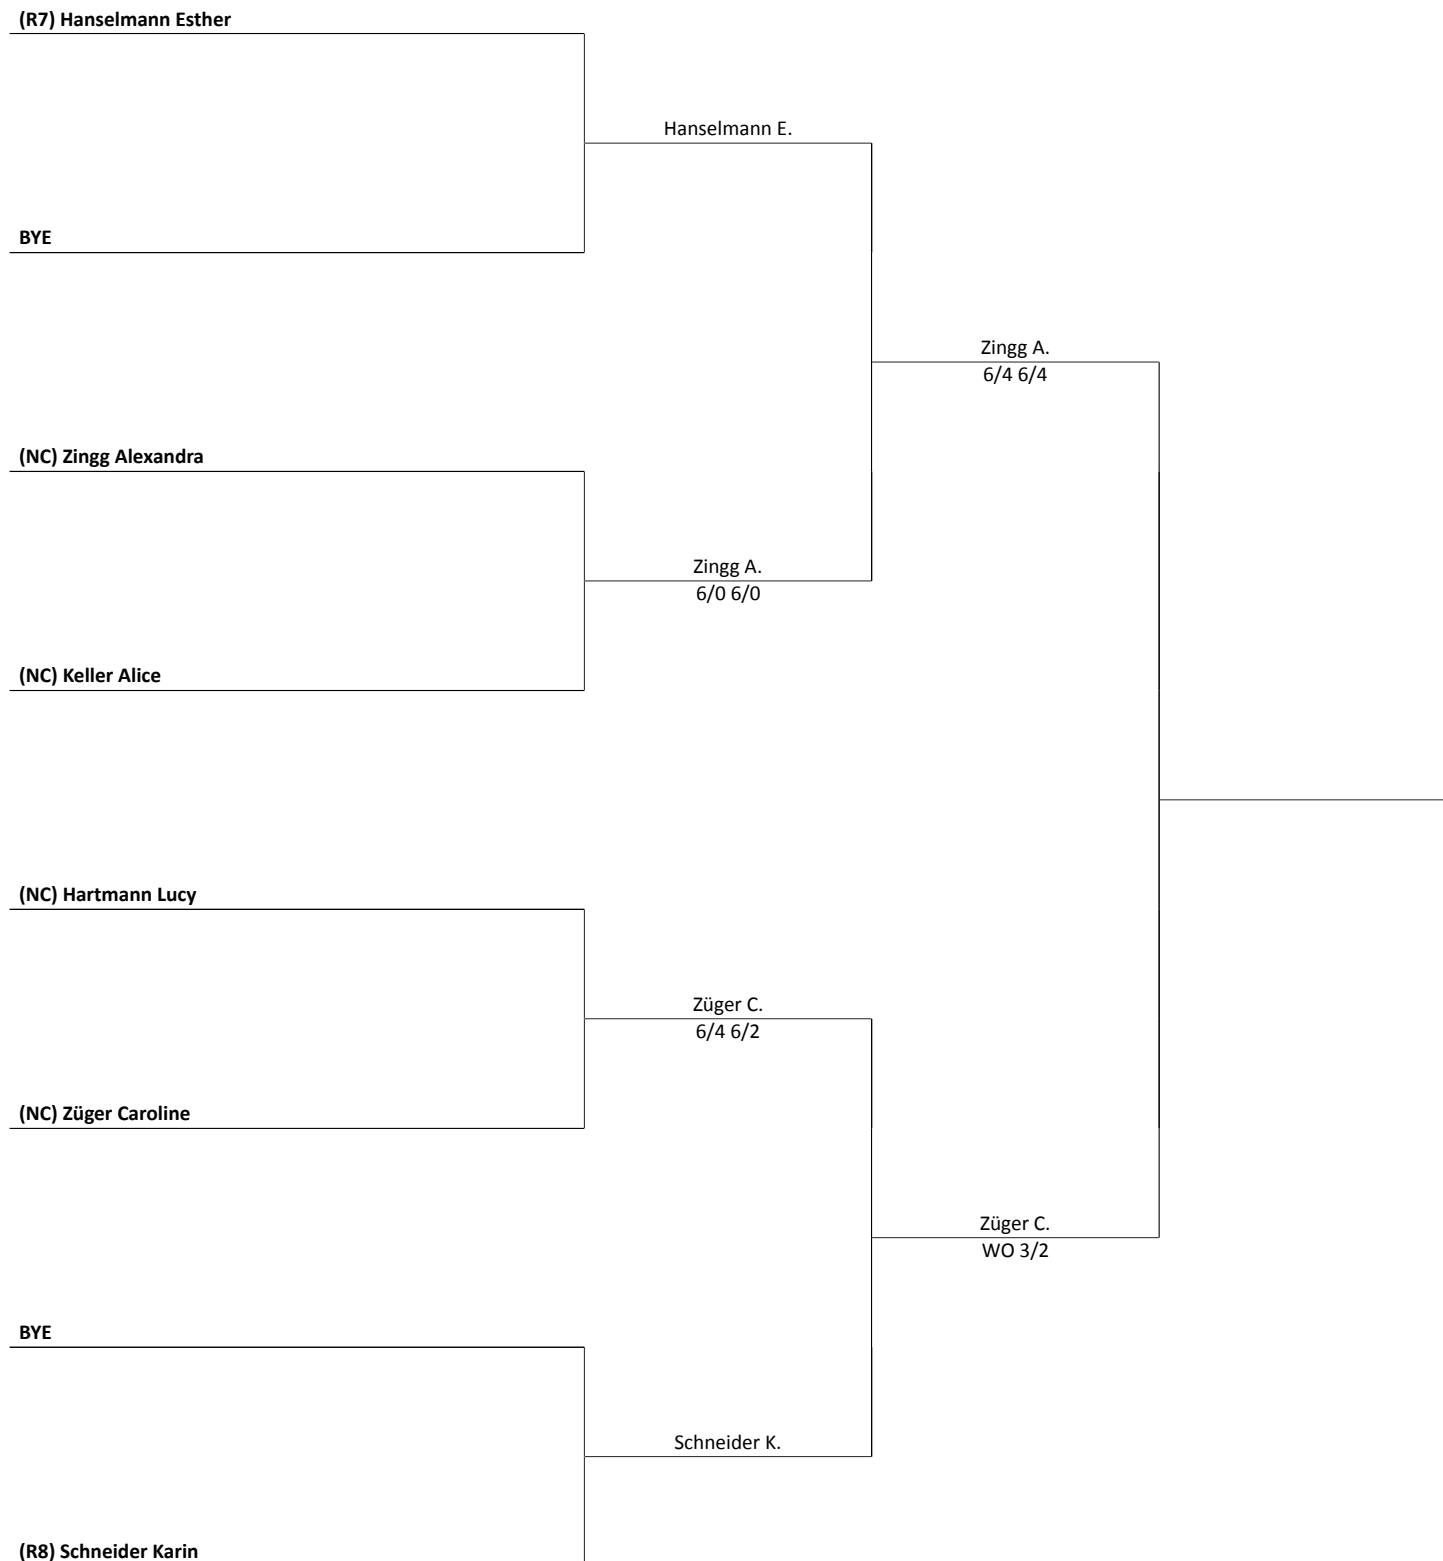 (R7) Hanselmann Esther
Hanselmann E.
BYE
Zingg A.
6/4 6/4
(NC) Zingg Alexandra
Zingg A.
6/0 6/0
(NC) Keller Alice
(NC) Hartmann Lucy
Züger C.
6/4 6/2
(NC) Züger Caroline
Züger C.
WO 3/2
BYE
Schneider K.
(R8) Schneider Karin